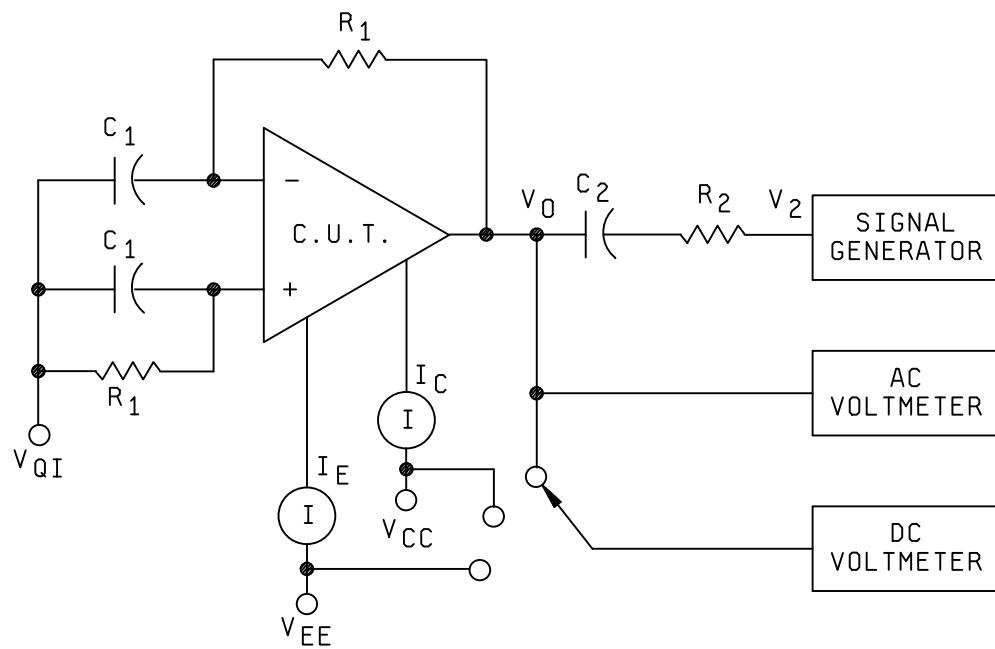 R1
C1
−
C.U.T.
C1
+
R1
VQI
VO
C2
R2
V2
SIGNAL
GENERATOR
AC
VOLTMETER
IC
I
VCC
IE
I
VEE
DC
VOLTMETER